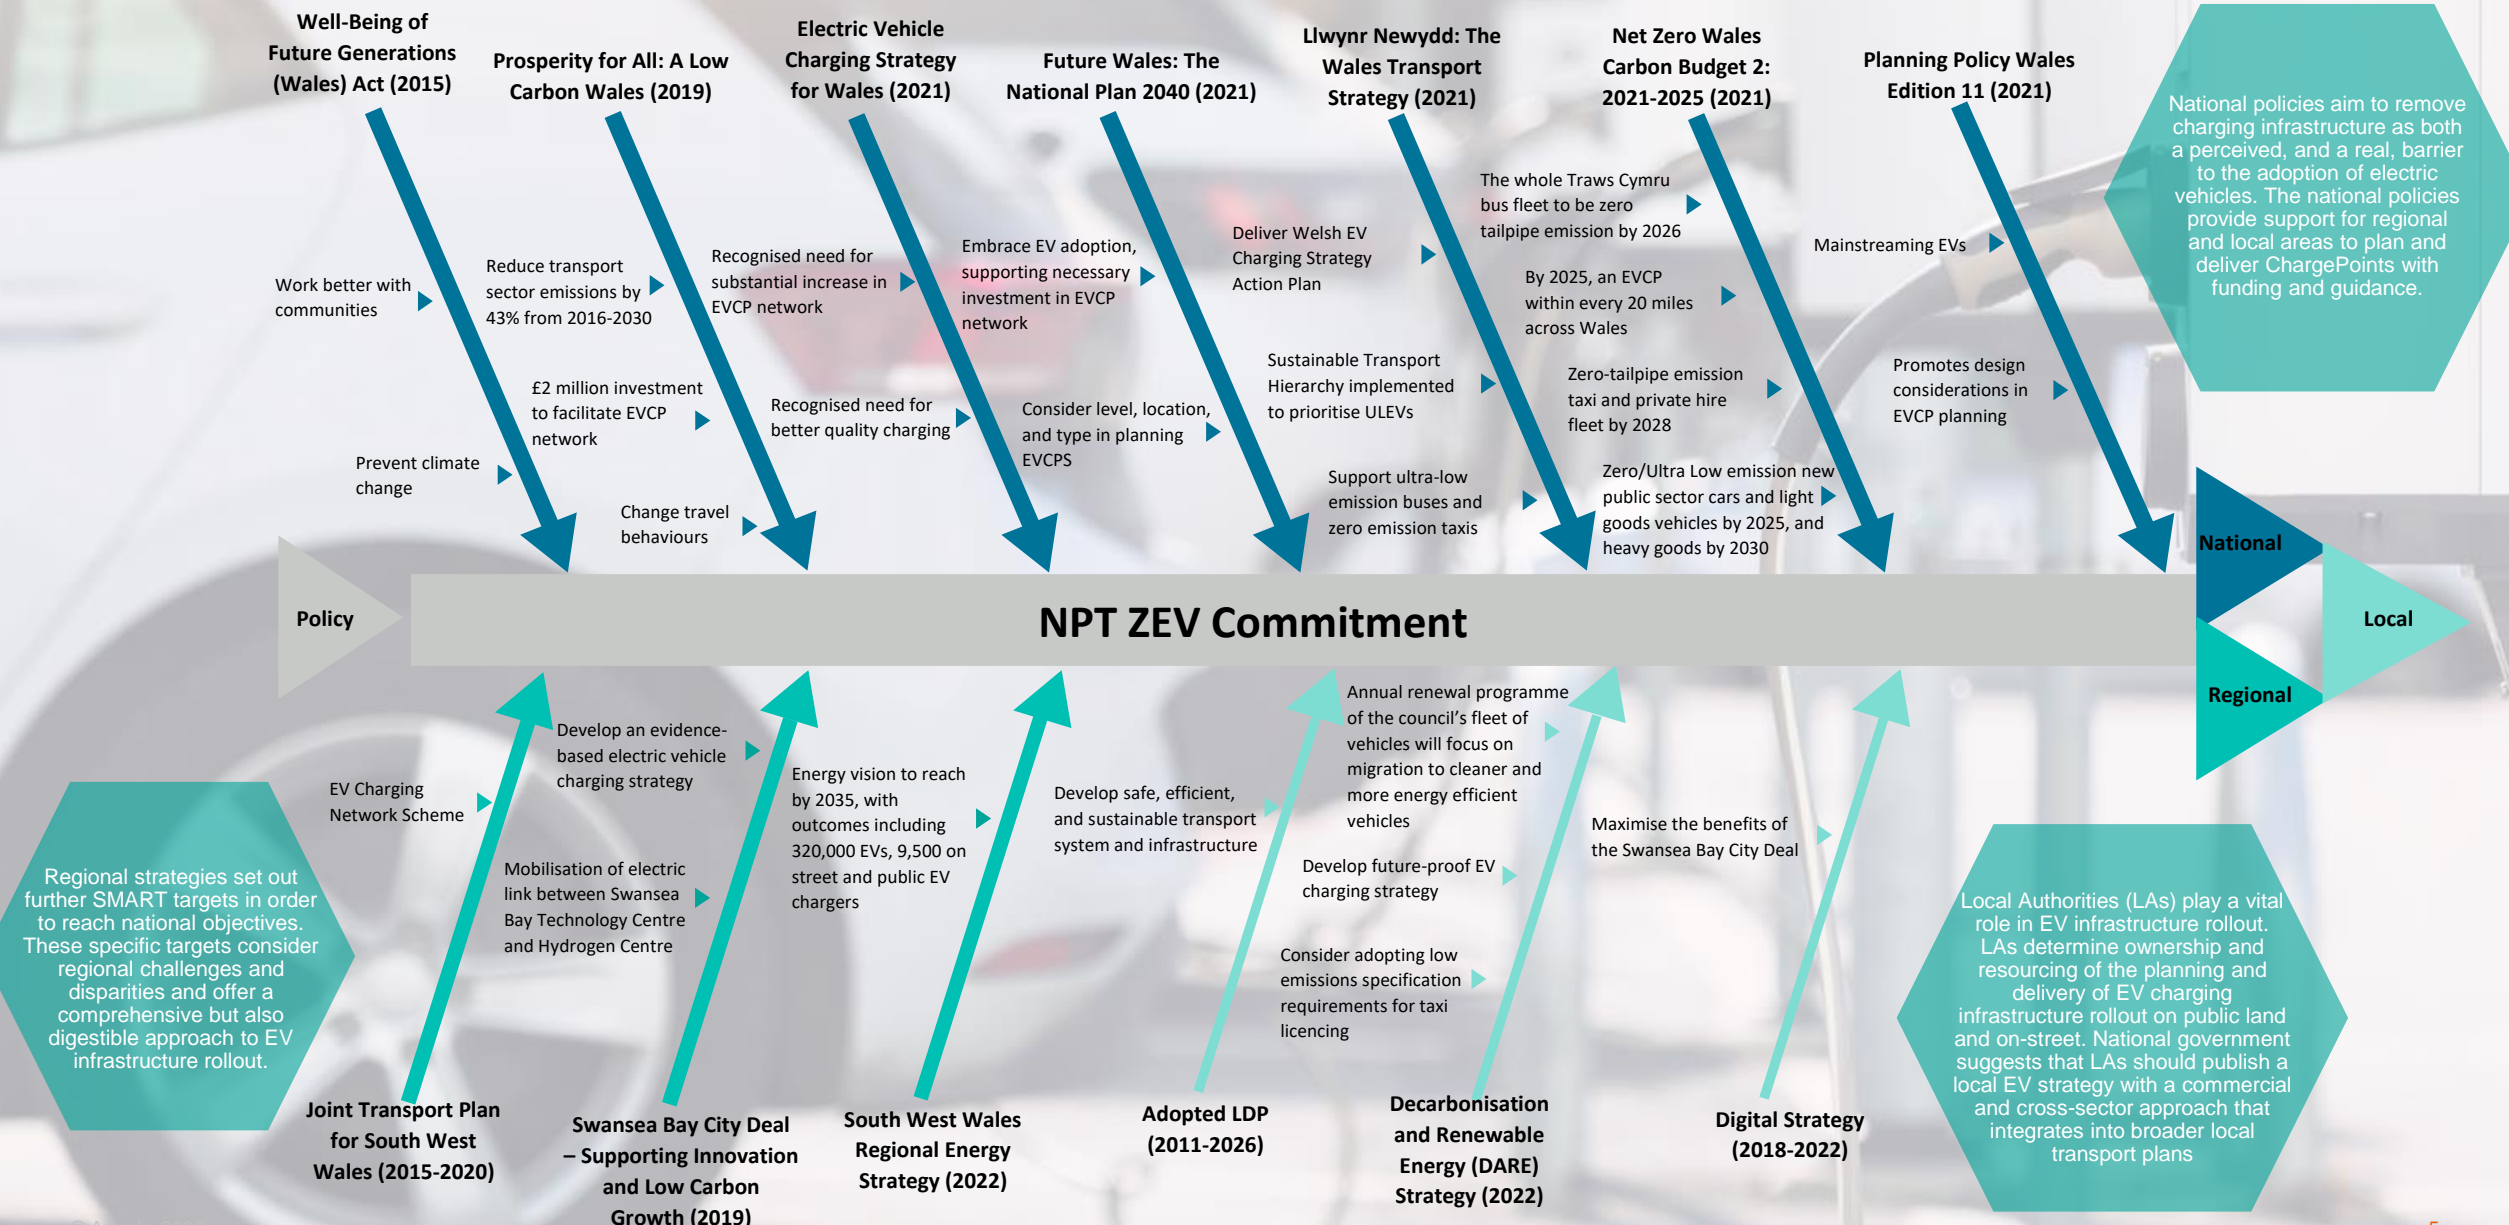 Well-Being of
Future Generations
(Wales) Act (2015)
Prosperity for All: A Low
Carbon Wales (2019)
Electric Vehicle
Charging Strategy
for Wales (2021)
Future Wales: The
National Plan 2040 (2021)
Llwynr Newydd: The
Wales Transport
Strategy (2021)
Net Zero Wales
Carbon Budget 2:
2021-2025 (2021)
Planning Policy Wales
Edition 11 (2021)
National policies aim to remove
charging infrastructure as both
a perceived, and a real, barrier
to the adoption of electric
vehicles. The national policies
provide support for regional
and local areas to plan and
deliver ChargePoints with
funding and guidance.
Work better with
communities
Prevent climate
change
Reduce transport
sector emissions by
43% from 2016-2030
£2 million investment
to facilitate EVCP
network
Change travel
behaviours
Recognised need for
substantial increase in
EVCP network
Recognised need for
better quality charging
Embrace EV adoption,
supporting necessary
investment in EVCP
network
Consider level, location,
and type in planning
EVCPS
Deliver Welsh EV
Charging Strategy
Action Plan
Sustainable Transport
Hierarchy implemented
to prioritise ULEVs
Support ultra-low
emission buses and
zero emission taxis
The whole Traws Cymru
bus fleet to be zero
tailpipe emission by 2026
By 2025, an EVCP
within every 20 miles
across Wales
Zero-tailpipe emission
taxi and private hire
fleet by 2028
Zero/Ultra Low emission new
public sector cars and light
goods vehicles by 2025, and
heavy goods by 2030
Mainstreaming EVs
Promotes design
considerations in
EVCP planning
Policy
NPT ZEV Commitment
National
Local
Regional
Regional strategies set out
further SMART targets in order
to reach national objectives.
These specific targets consider
regional challenges and
disparities and offer a
comprehensive but also
digestible approach to EV
infrastructure rollout.
EV Charging
Network Scheme
Develop an evidence-
based electric vehicle
charging strategy
Mobilisation of electric
link between Swansea
Bay Technology Centre
and Hydrogen Centre
Energy vision to reach
by 2035, with
outcomes including
320,000 EVs, 9,500 on
street and public EV
chargers
Develop safe, efficient,
and sustainable transport
system and infrastructure
Annual renewal programme
of the council's fleet of
vehicles will focus on
migration to cleaner and
more energy efficient
vehicles
Develop future-proof EV
charging strategy
Consider adopting low
emissions specification
requirements for taxi
licencing
Maximise the benefits of
the Swansea Bay City Deal
Local Authorities (LAs) play a vital
role in EV infrastructure rollout.
LAs determine ownership and
resourcing of the planning and
delivery of EV charging
infrastructure rollout on public land
and on-street. National government
suggests that LAs should publish a
local EV strategy with a commercial
and cross-sector approach that
integrates into broader local
transport plans
Joint Transport Plan
for South West
Wales (2015-2020)
Swansea Bay City Deal
– Supporting Innovation
and Low Carbon
Growth (2019)
South West Wales
Regional Energy
Strategy (2022)
Adopted LDP
(2011-2026)
Decarbonisation
and Renewable
Energy (DARE)
Strategy (2022)
Digital Strategy
(2018-2022)